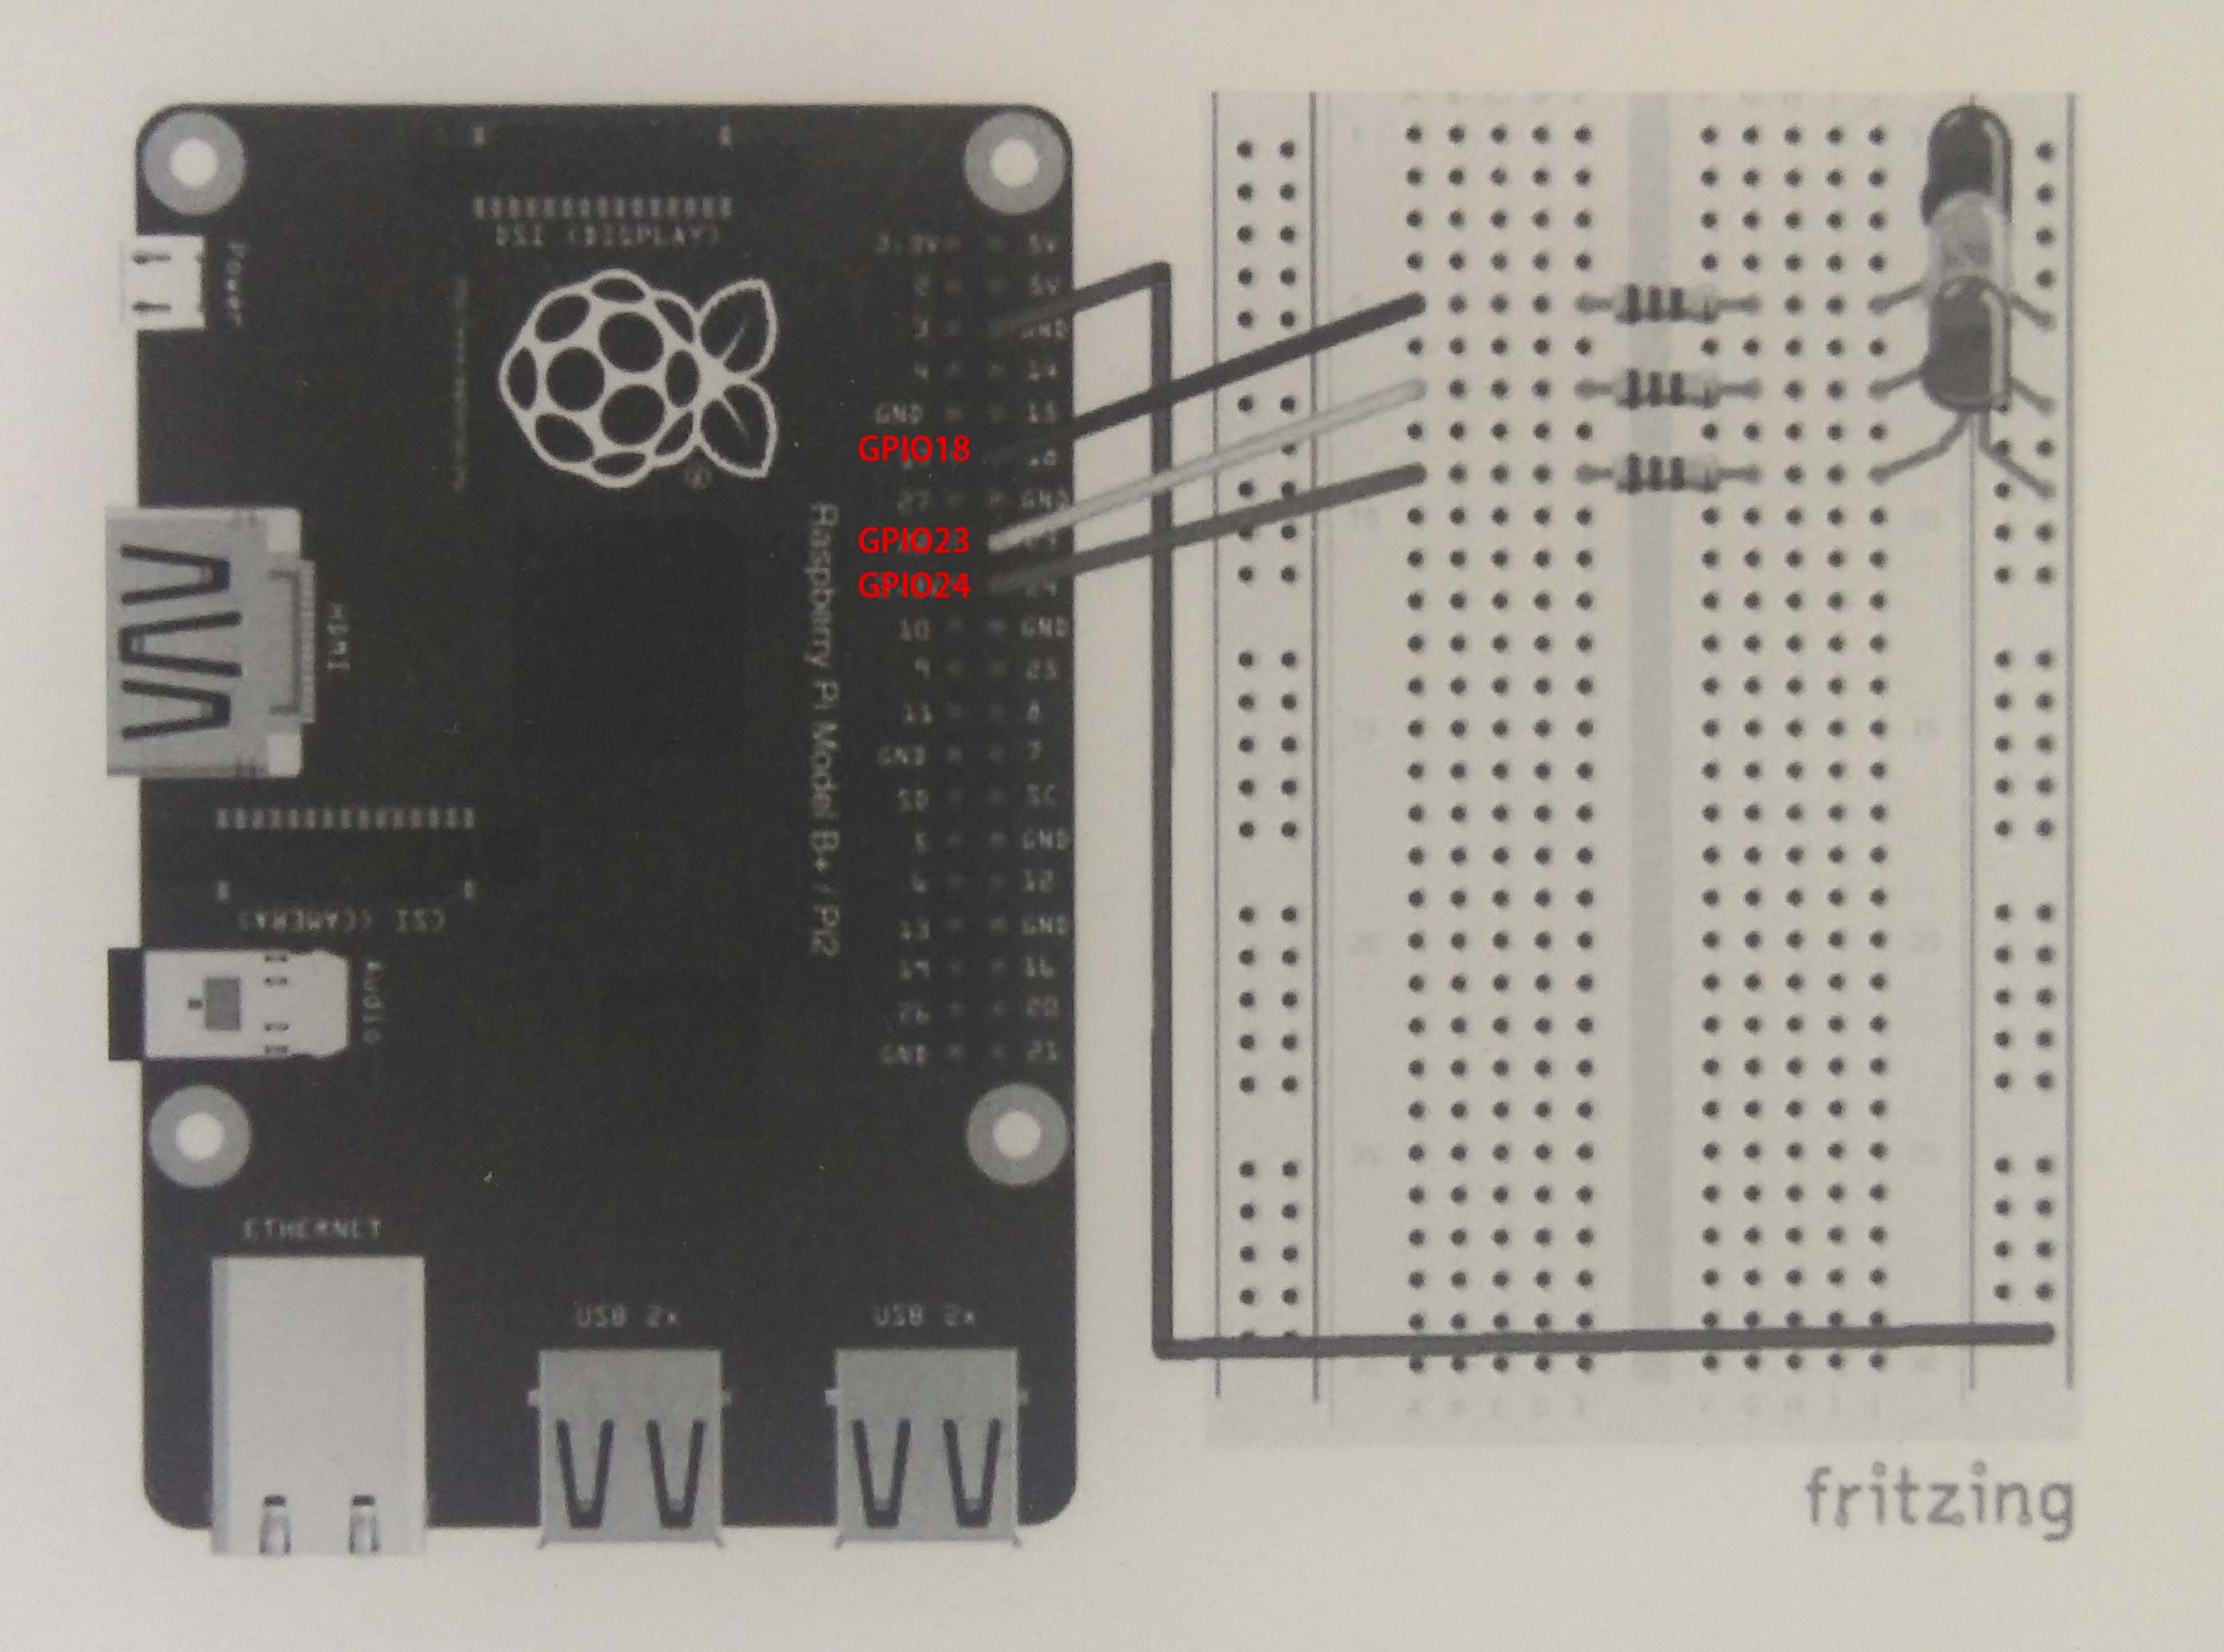 DSI (DISPLAY)
Power
3.3V 5V
2 5V
3 GND
4 14
GND 15
GPIO18 18
27 GND
GPIO23
GPIO24 24
10 GND
9 25
11 8
GND 7
SD SC
5 GND
6 12
13 GND
19 16
26 20
GND 21
Raspberry Pi Model B+ / Pi2
HDMI
CSI (CAMERA)
Audio
ETHERNET
USB 2x
USB 2x
A B C D E F G H I J
fritzing